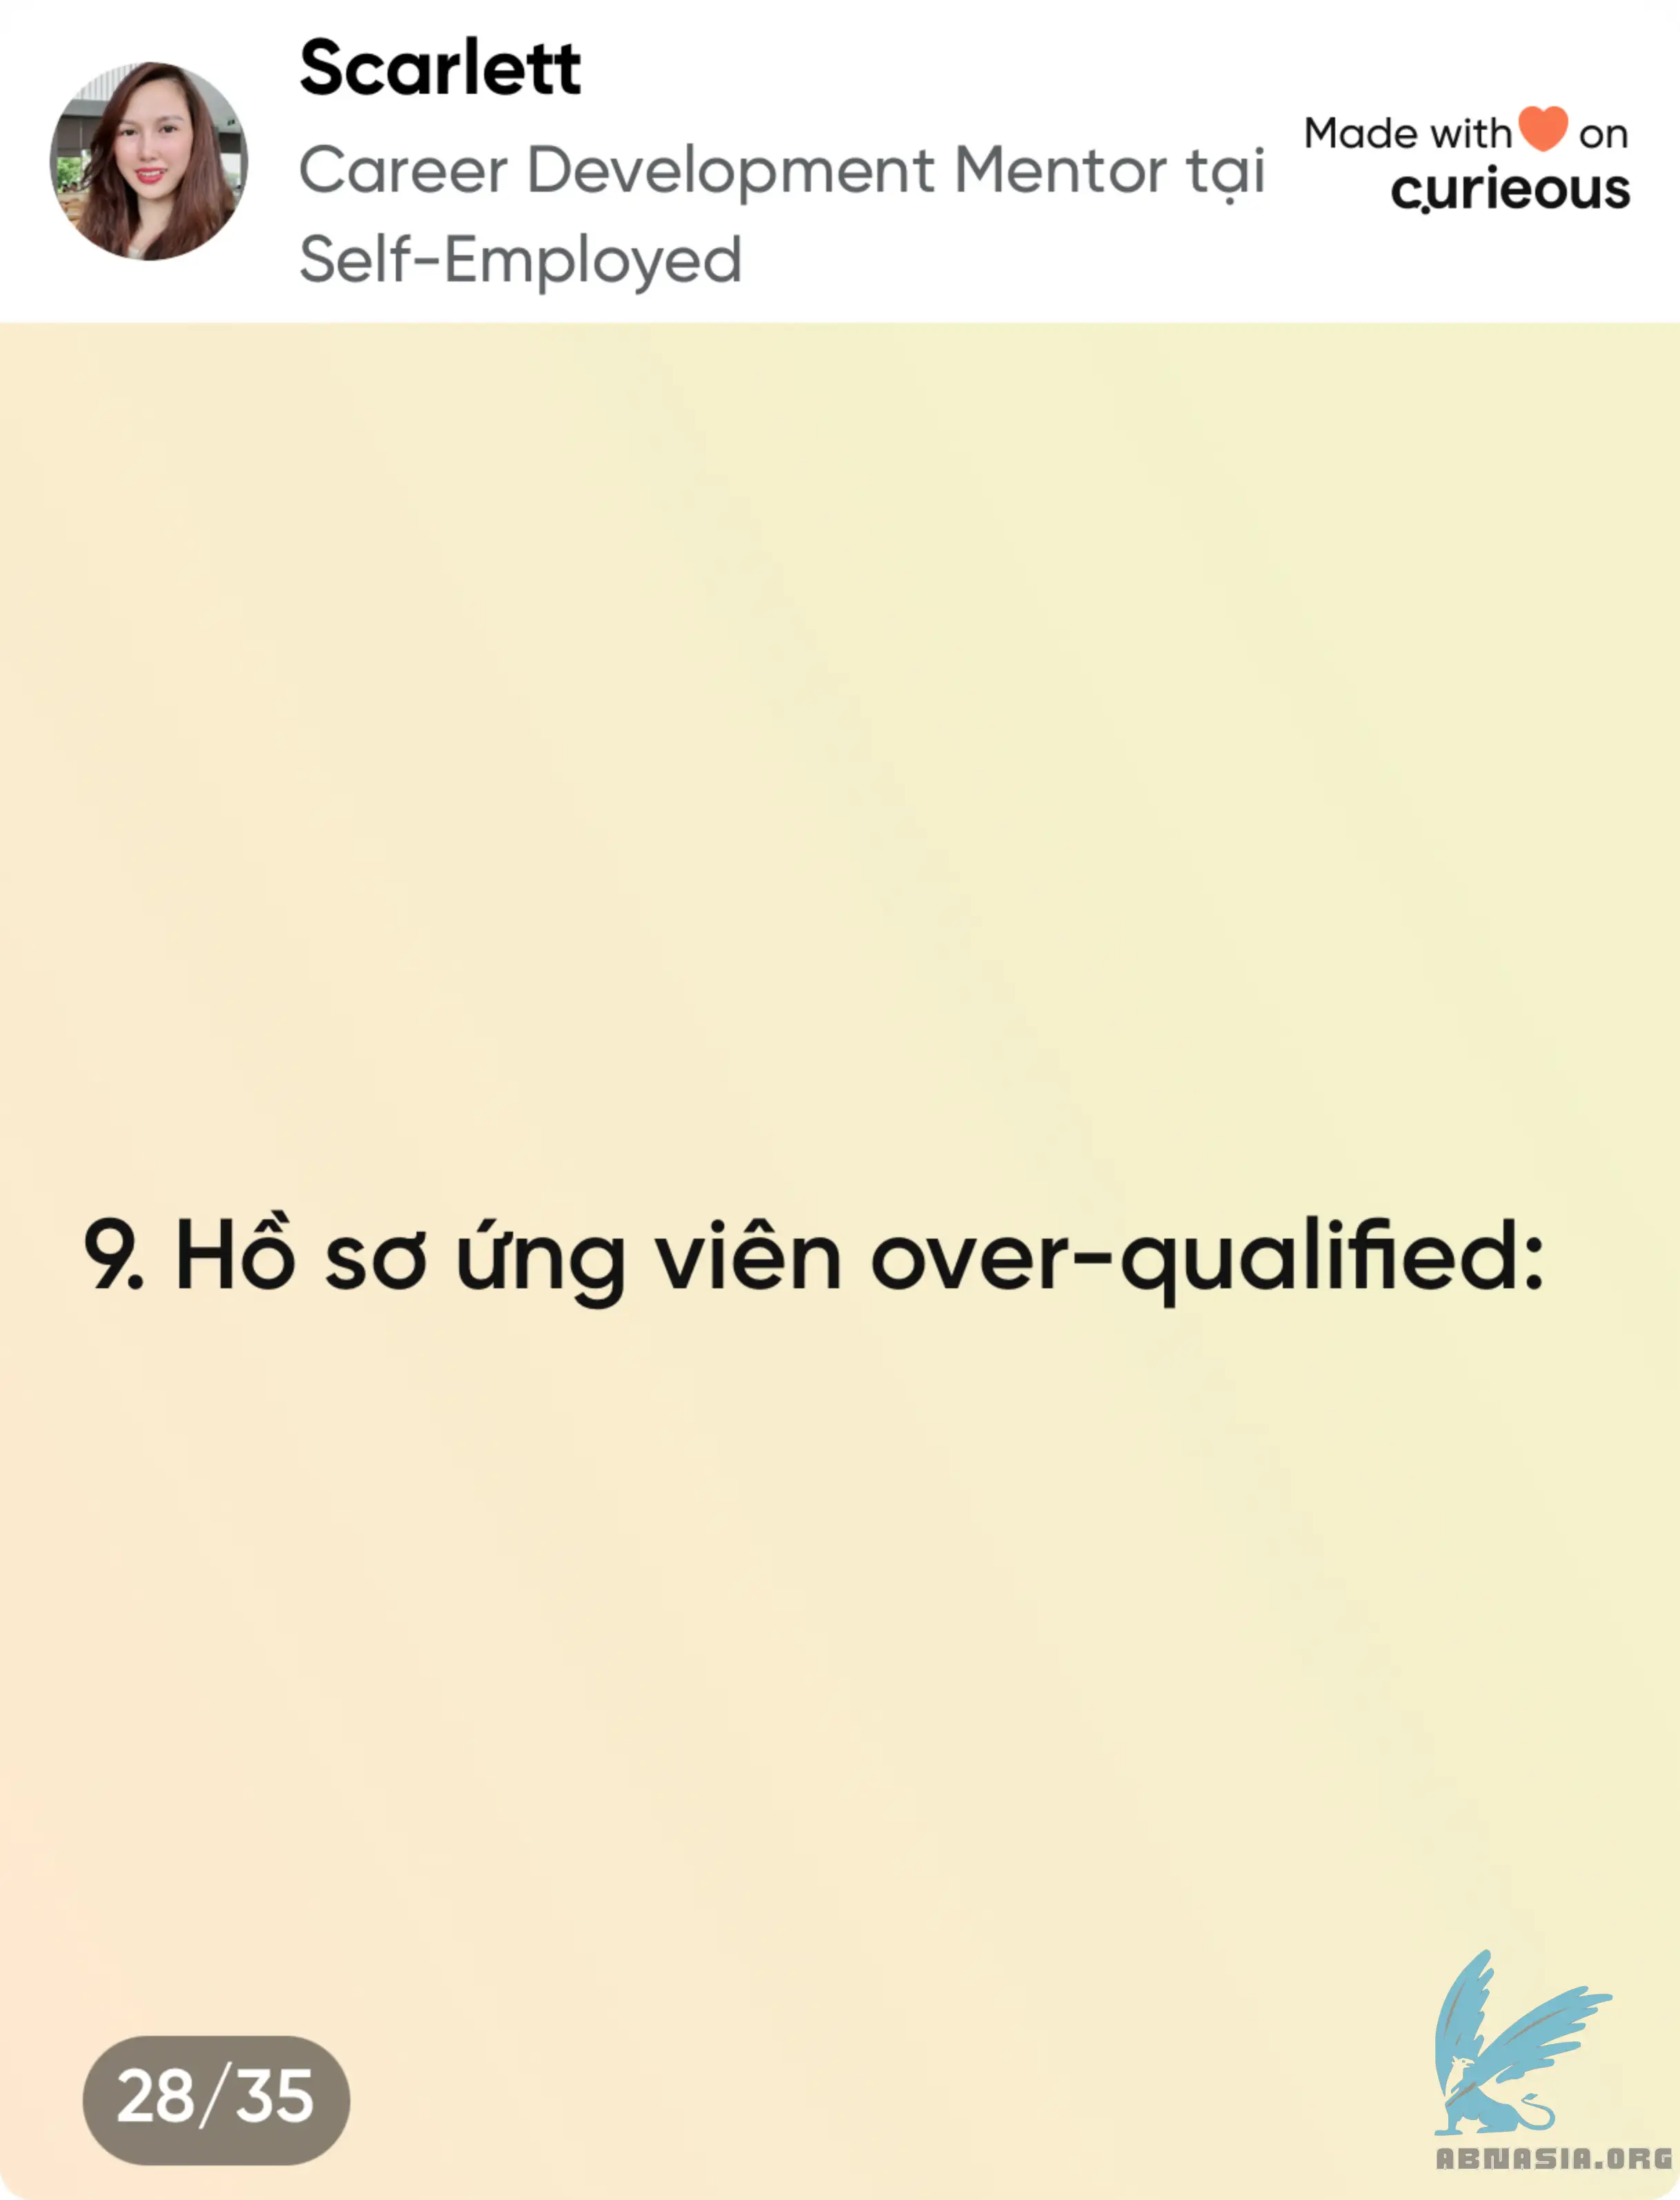 Scarlett
Career Development Mentor tại
Self-Employed
Made with on
curieous
9. Hồ sơ ứng viên over-qualified:
28/35
ABNASIA.ORG